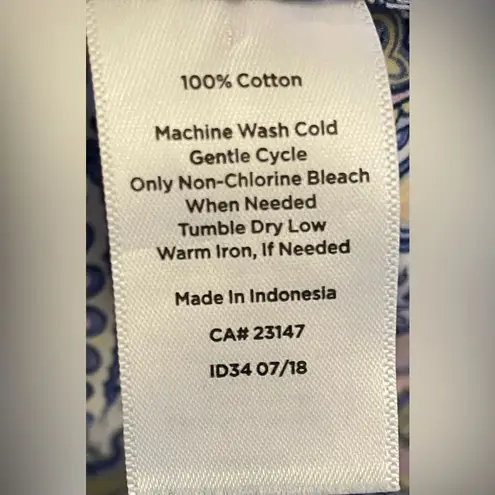 100% Cotton
Machine Wash Cold
Gentle Cycle
Only Non-Chlorine Bleach
When Needed
Tumble Dry Low
Warm Iron, If Needed
Made In Indonesia
CA# 23147
ID34 07/18